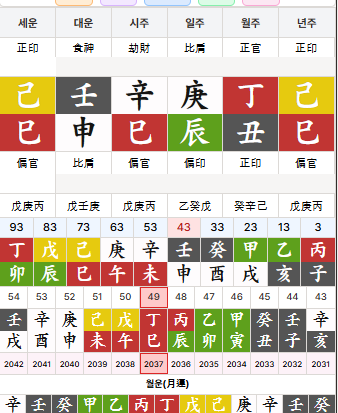 세운 대운 시주 일주 월주 년주
正印 食神 劫財 比肩 正官 正印
己 壬 辛 庚 丁 己
巳 申 巳 辰 丑 巳
偏官 比肩 偏官 偏印 正印 偏官
戊庚丙 戊壬庚 戊庚丙 乙癸戊 癸辛己 戊庚丙
93 83 73 63 53 43 33 23 13 3
丁 戊 己 庚 辛 壬 癸 甲 乙 丙
卯 辰 巳 午 未 申 酉 戌 亥 子
54 53 52 51 50 49 48 47 46 45 44 43
壬 辛 庚 己 戊 丁 丙 乙 甲 癸 壬 辛
戌 酉 申 未 午 巳 辰 卯 寅 丑 子 亥
2042 2041 2040 2039 2038 2037 2036 2035 2034 2033 2032 2031
월운(月運)
辛 壬 癸 甲 乙 丙 丁 戊 己 庚 辛 壬 癸